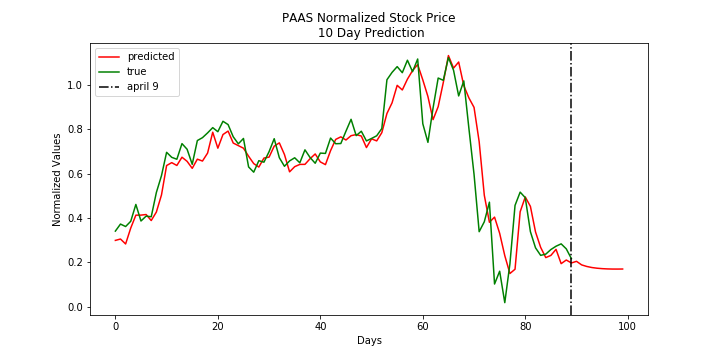 PAAS Normalized Stock Price
10 Day Prediction
predicted
true
april 9
Normalized Values
1.0
0.8
0.6
0.4
0.2
0.0
0
20
40
60
80
100
Days